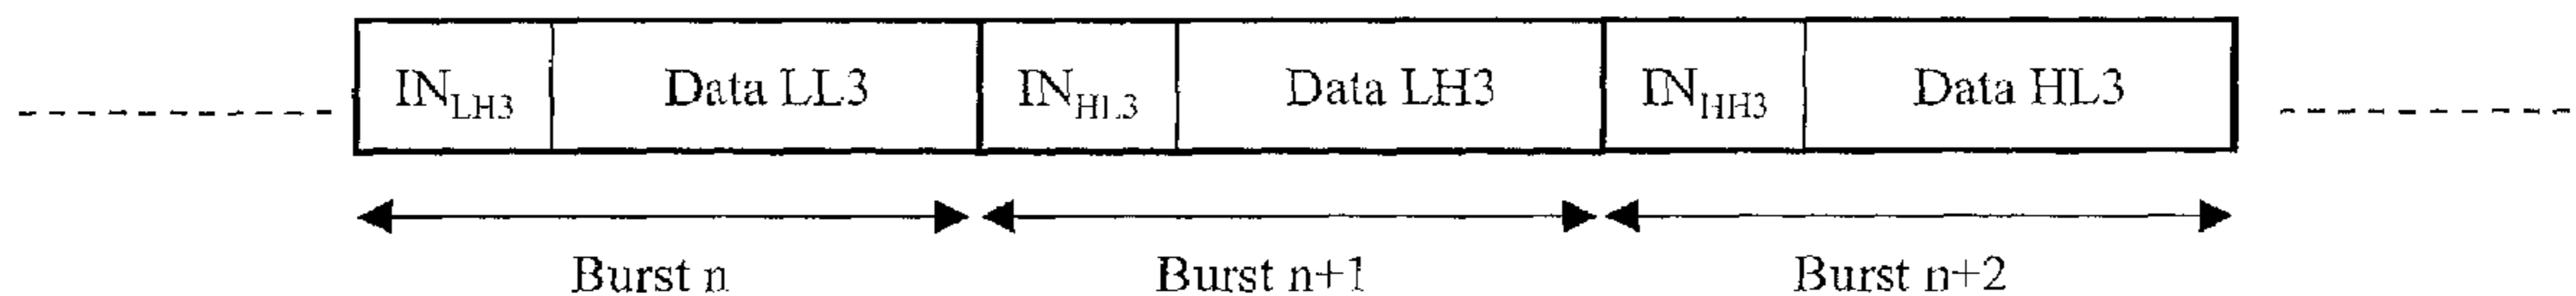 IN_LH3 Data LL3 IN_HL3 Data LH3 IN_HH3 Data HL3
Burst n Burst n+1 Burst n+2